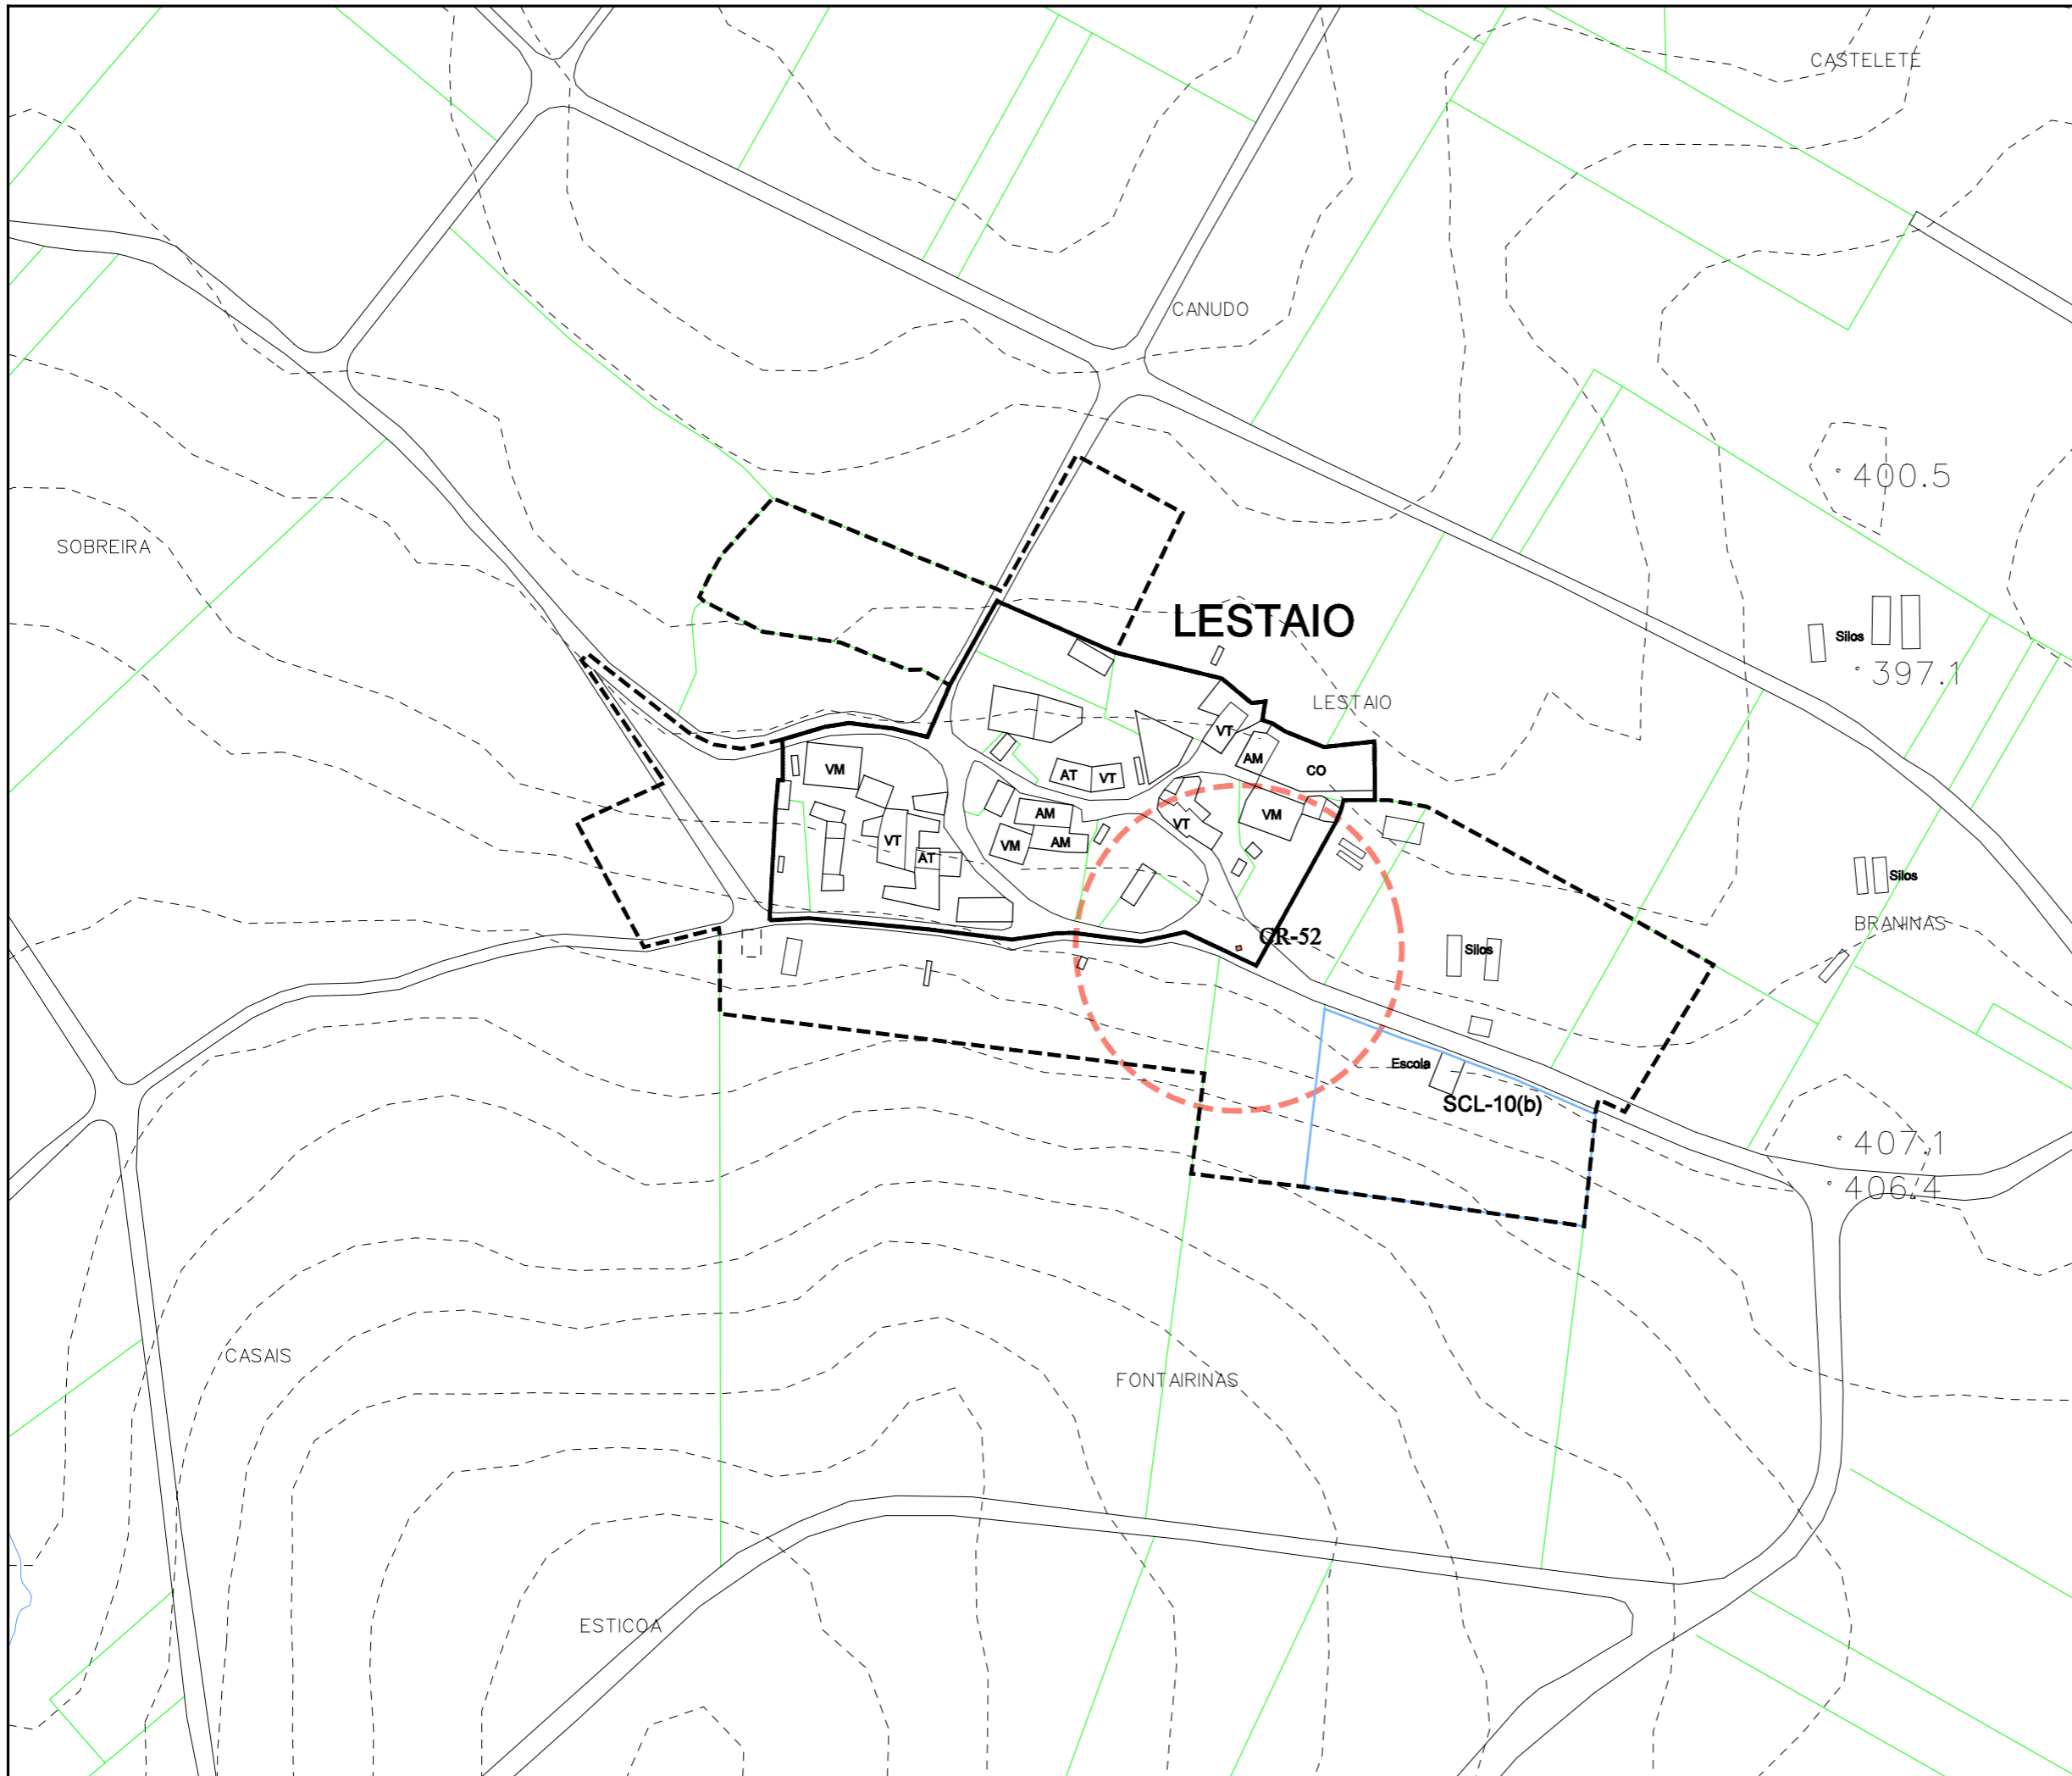 CASTELETE
CANUDO
400.5
SOBREIRA
LESTAIO
Silos
397.1
LESTAIO
VT
AM
CO
VM
AT
VT
AM
VM
VT
VT
VM
AM
AT
Silos
BRANINAS
CR-52
Silos
Escola
SCL-10(b)
407.1
406.4
CASAIS
FONTAIRINAS
ESTICOA